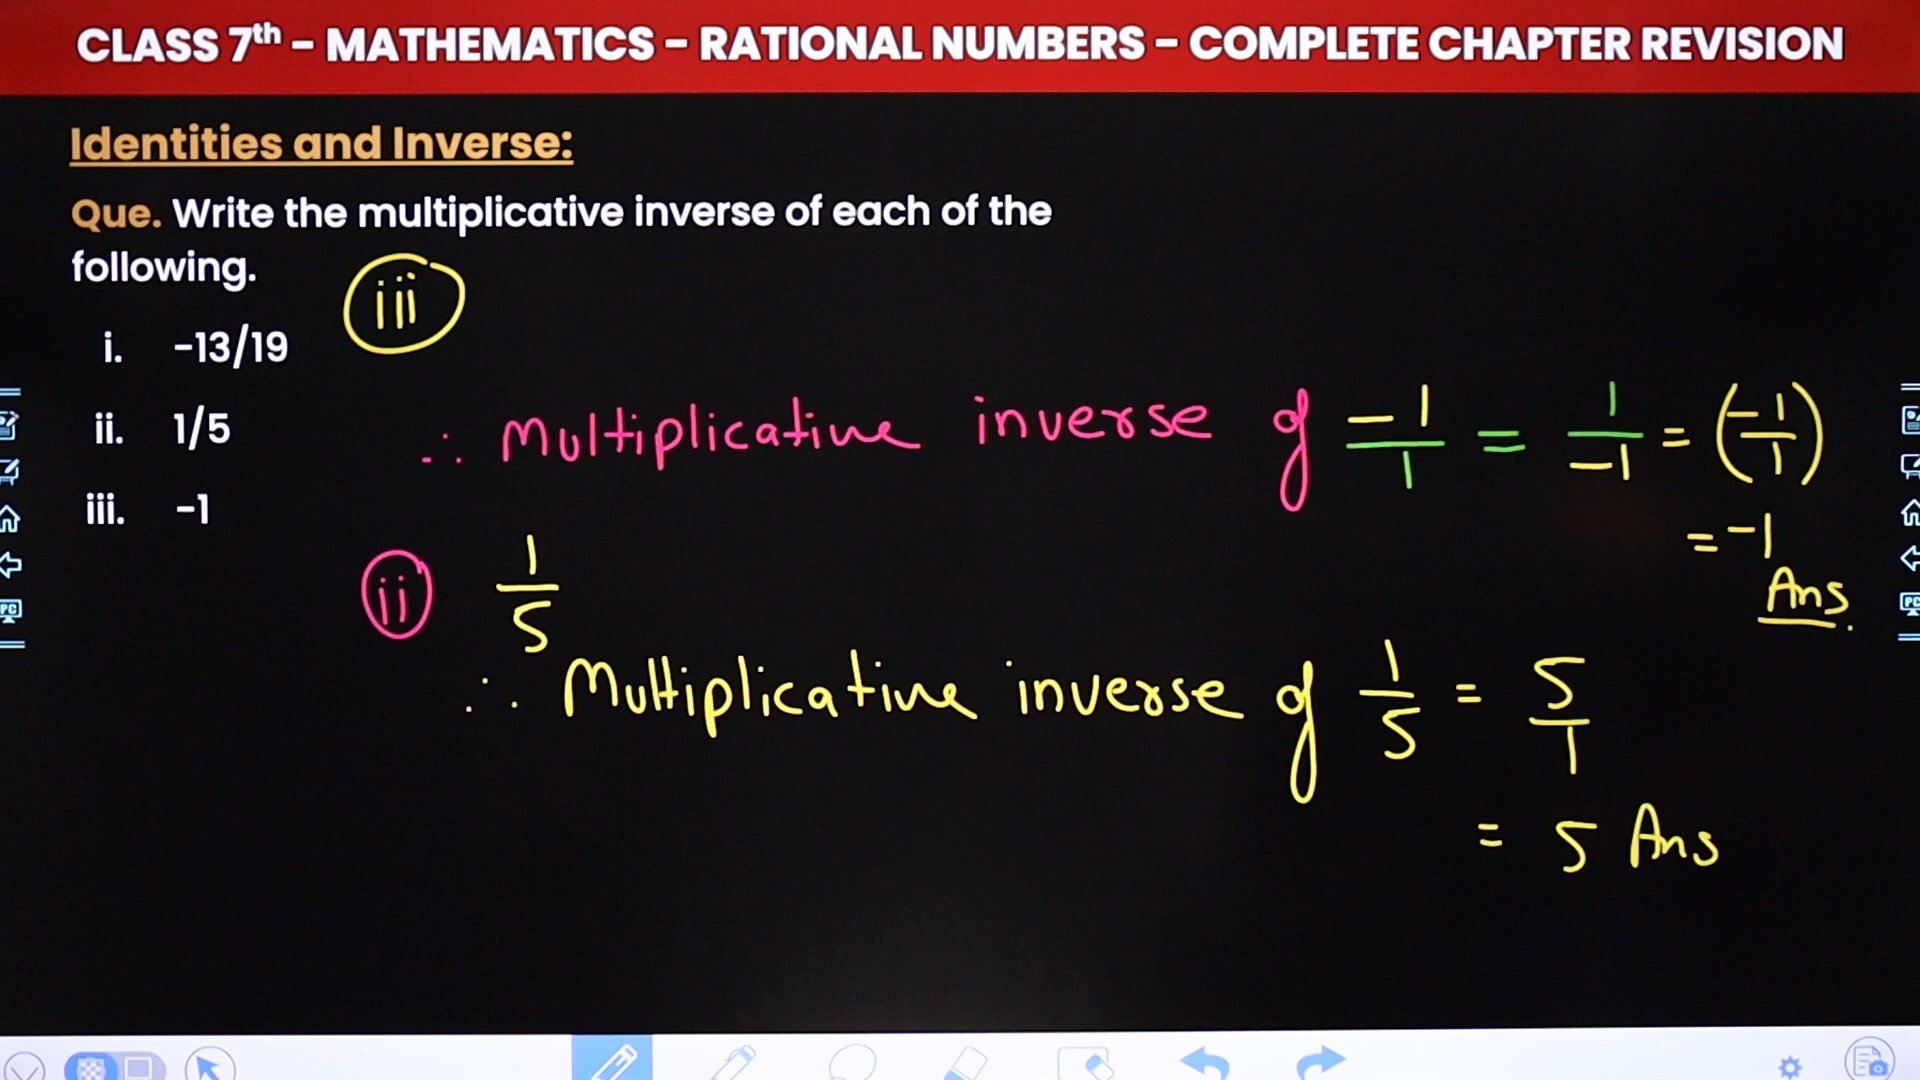 CLASS 7th – MATHEMATICS – RATIONAL NUMBERS – COMPLETE CHAPTER REVISION
Identities and Inverse:
Que. Write the multiplicative inverse of each of the
following.
i. -13/19
ii. 1/5
iii. -1
iii
∴ Multiplicative inverse of -1/1 = 1/-1 = (-1/1)
= -1
Ans.
ii 1/5
∴ Multiplicative inverse of 1/5 = 5/1
= 5 Ans
PC
PC